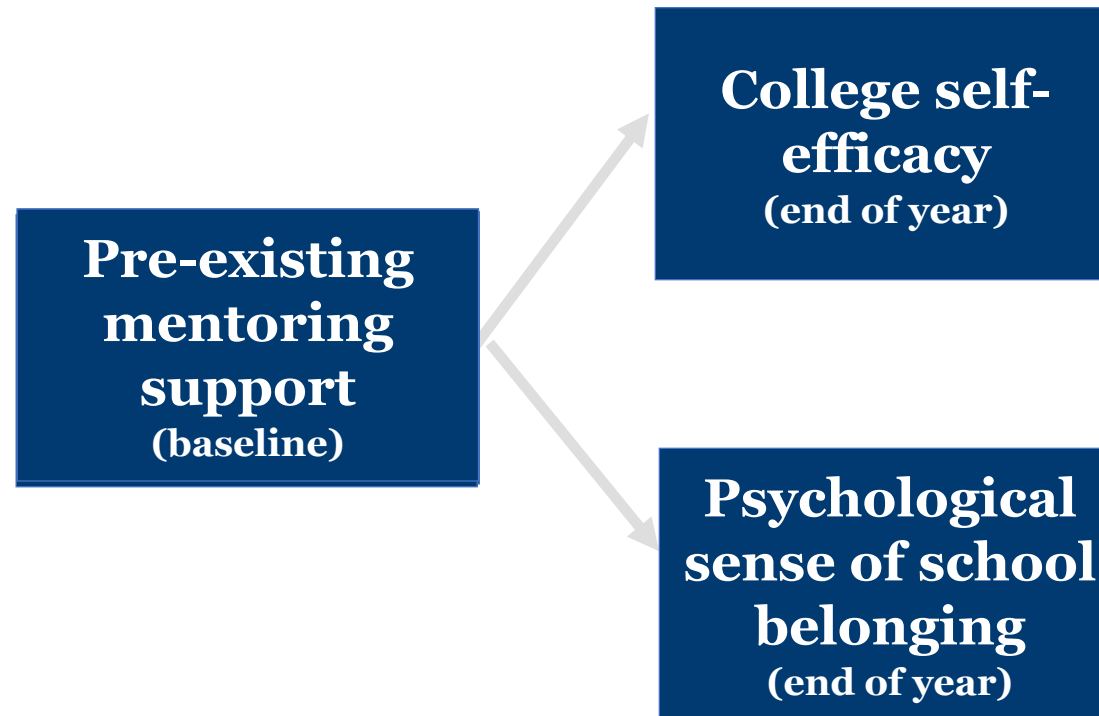 Pre-existing
mentoring
support
(baseline)
College self-
efficacy
(end of year)
Psychological
sense of school
belonging
(end of year)